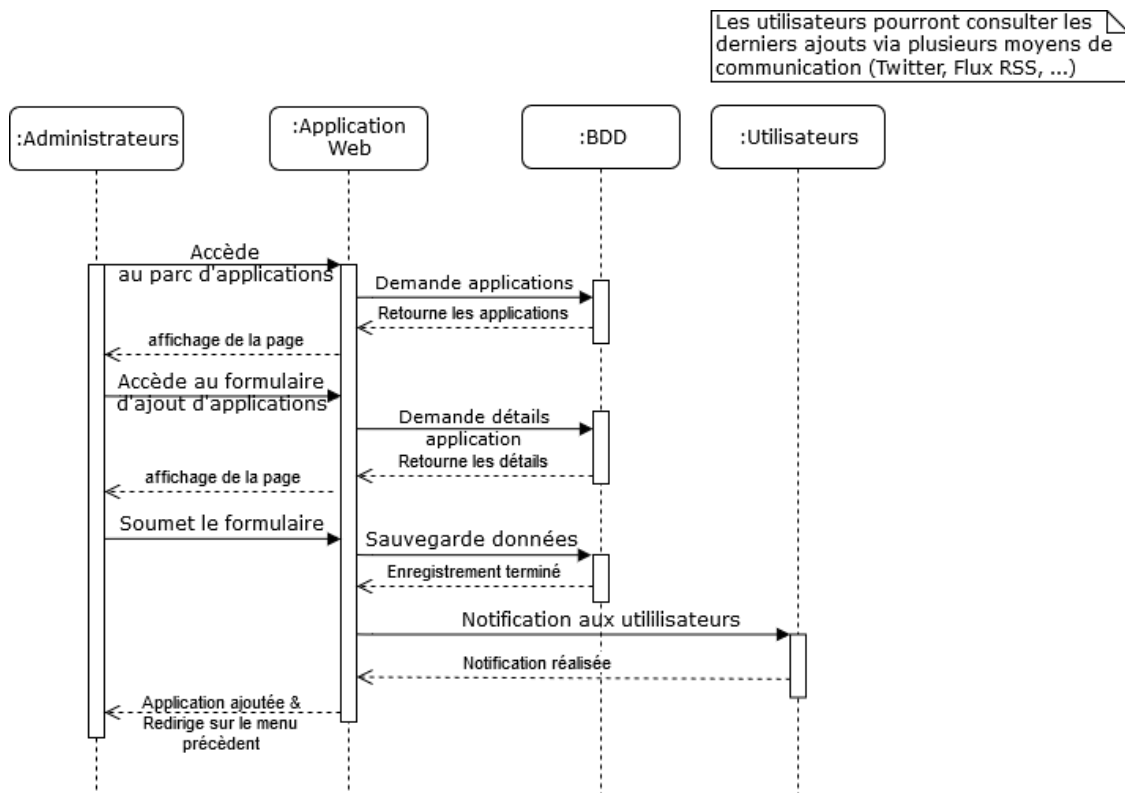 Les utilisateurs pourront consulter les
derniers ajouts via plusieurs moyens de
communication (Twitter, Flux RSS, ...)
:Administrateurs
:Application
Web
:BDD
:Utilisateurs
Accède
au parc d'applications
Demande applications
Retourne les applications
affichage de la page
Accède au formulaire
d'ajout d'applications
Demande détails
application
Retourne les détails
affichage de la page
Soumet le formulaire
Sauvegarde données
Enregistrement terminé
Notification aux utililisateurs
Notification réalisée
Application ajoutée &
Redirige sur le menu
précèdent